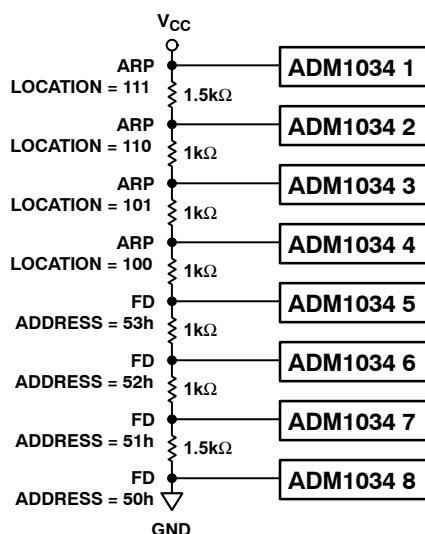 VCC
ARP
LOCATION = 111
ADM1034 1
1.5kΩ
ARP
LOCATION = 110
ADM1034 2
1kΩ
ARP
LOCATION = 101
ADM1034 3
1kΩ
ARP
LOCATION = 100
ADM1034 4
1kΩ
FD
ADDRESS = 53h
ADM1034 5
1kΩ
FD
ADDRESS = 52h
ADM1034 6
1kΩ
FD
ADDRESS = 51h
ADM1034 7
1.5kΩ
FD
ADDRESS = 50h
ADM1034 8
GND